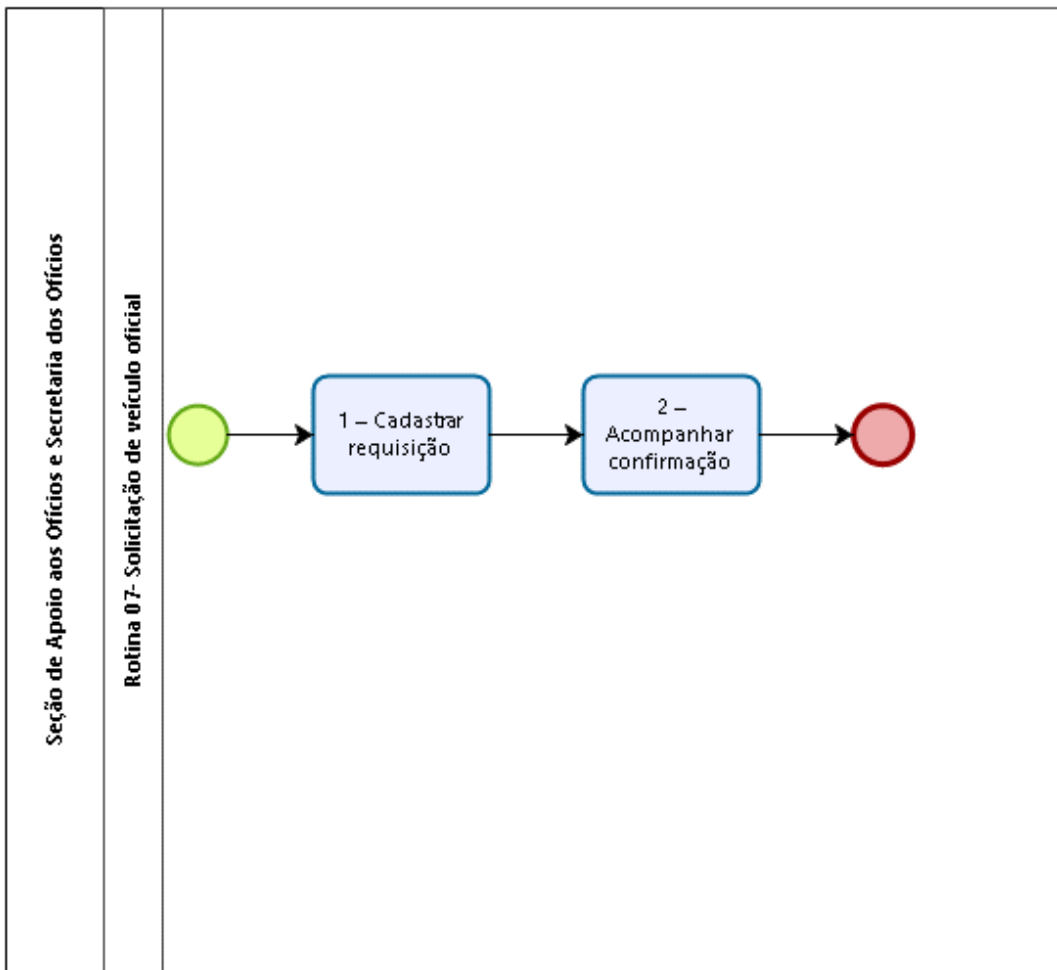 Seção de Apoio aos Ofícios e Secretaria dos Ofícios
Rotina 07- Solicitação de veículo oficial
1 – Cadastrar
requisição
2 –
Acompanhar
confirmação